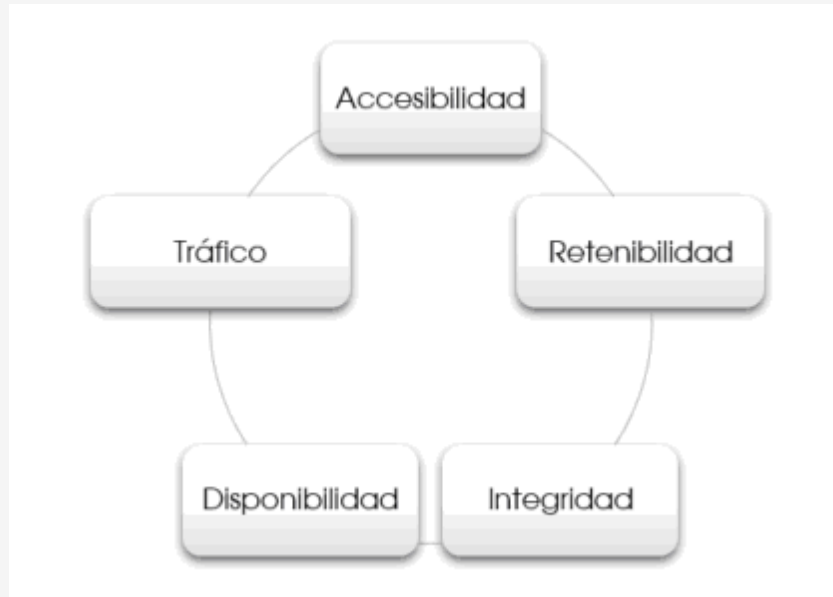 Accesibilidad
Tráfico
Retenibilidad
Disponibilidad
Integridad